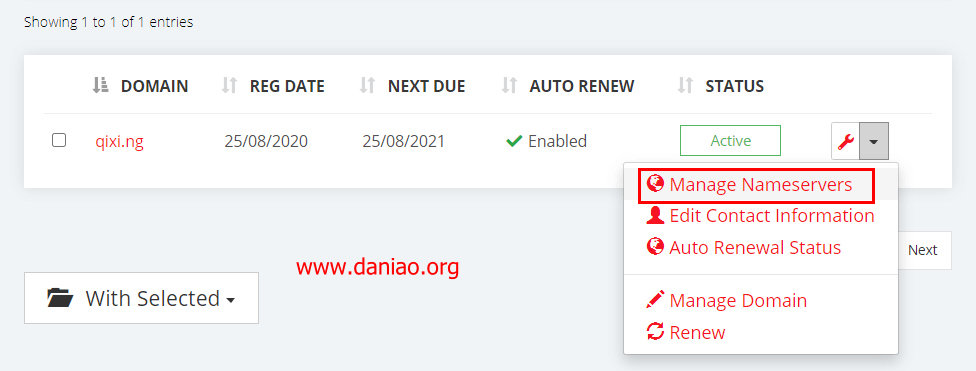 Showing 1 to 1 of 1 entries
DOMAIN REG DATE NEXT DUE AUTO RENEW STATUS
qixi.ng 25/08/2020 25/08/2021 Enabled Active
Manage Nameservers
Edit Contact Information
Auto Renewal Status
Next
www.daniao.org
With Selected
Manage Domain
Renew